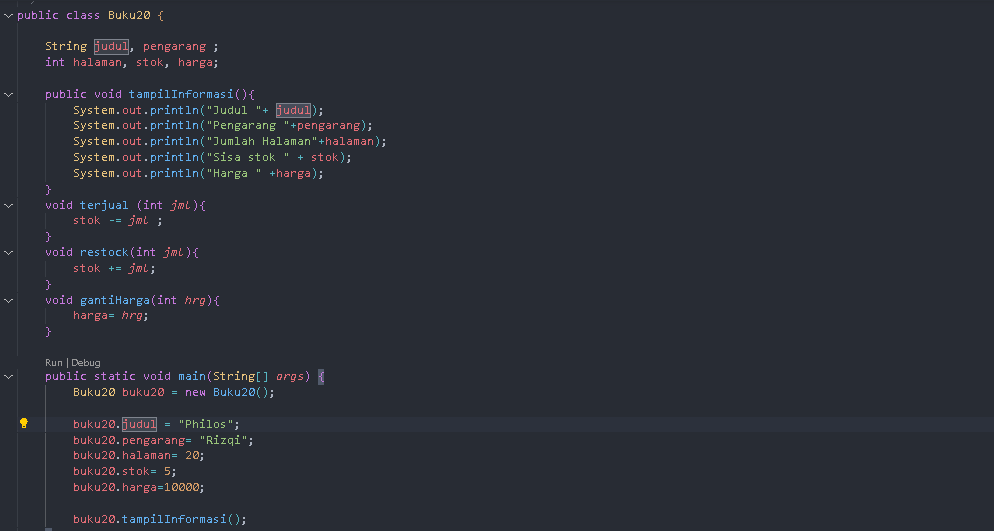 public class Buku20 {
String judul, pengarang ;
int halaman, stok, harga;
public void tampilInformasi(){
System.out.println("Judul "+ judul);
System.out.println("Pengarang "+pengarang);
System.out.println("Jumlah Halaman"+halaman);
System.out.println("Sisa stok " + stok);
System.out.println("Harga " +harga);
}
void terjual (int jml){
stok -= jml ;
}
void restock(int jml){
stok += jml;
}
void gantiHarga(int hrg){
harga= hrg;
}
Run | Debug
public static void main(String[] args) {
Buku20 buku20 = new Buku20();
buku20.judul = "Philos";
buku20.pengarang= "Rizqi";
buku20.halaman= 20;
buku20.stok= 5;
buku20.harga=10000;
buku20.tampilInformasi();